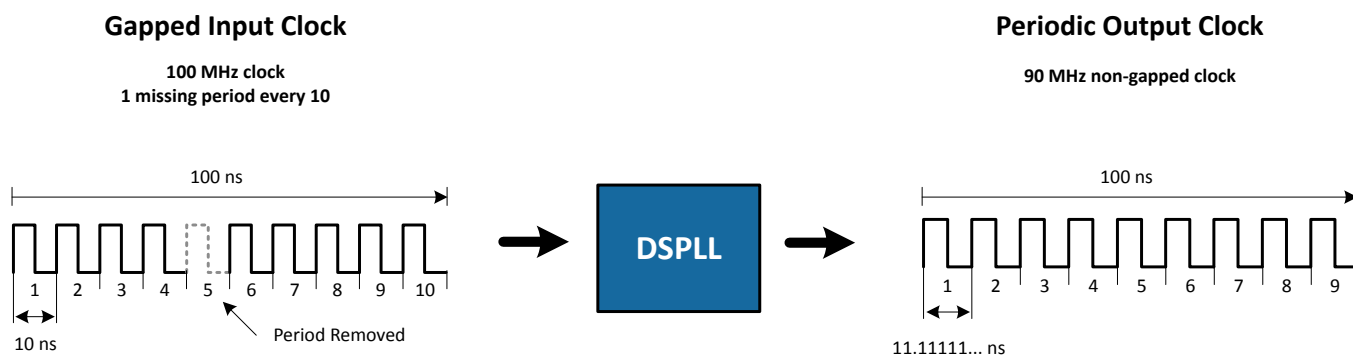 Gapped Input Clock
100 MHz clock
1 missing period every 10
100 ns
1 2 3 4 5 6 7 8 9 10
10 ns
Period Removed
DSPLL
Periodic Output Clock
90 MHz non-gapped clock
100 ns
1 2 3 4 5 6 7 8 9
11.11111... ns